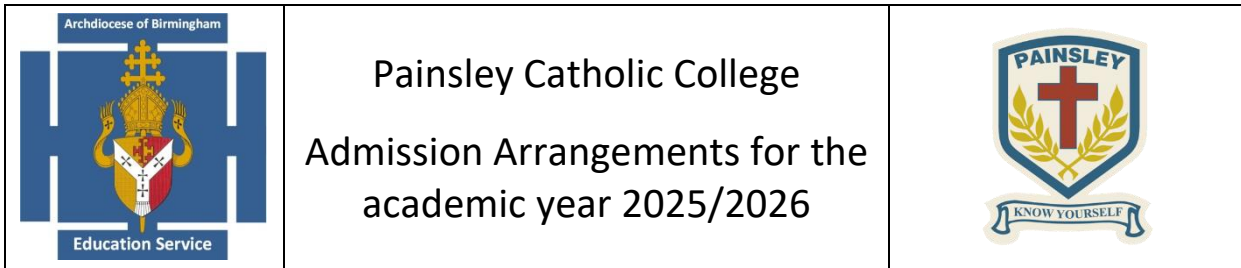 Archdiocese of Birmingham
Education Service
Painsley Catholic College
Admission Arrangements for the
academic year 2025/2026
PAINSLEY
KNOW YOURSELF